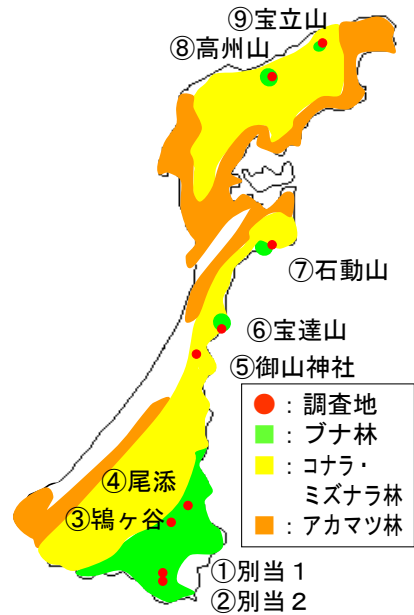 ⑨宝立山
⑧高州山
⑦石動山
⑥宝達山
⑤御山神社
④尾添
③鴇ヶ谷
①別当1
②別当2
：調査地
：ブナ林
：コナラ・
ミズナラ林
：アカマツ林